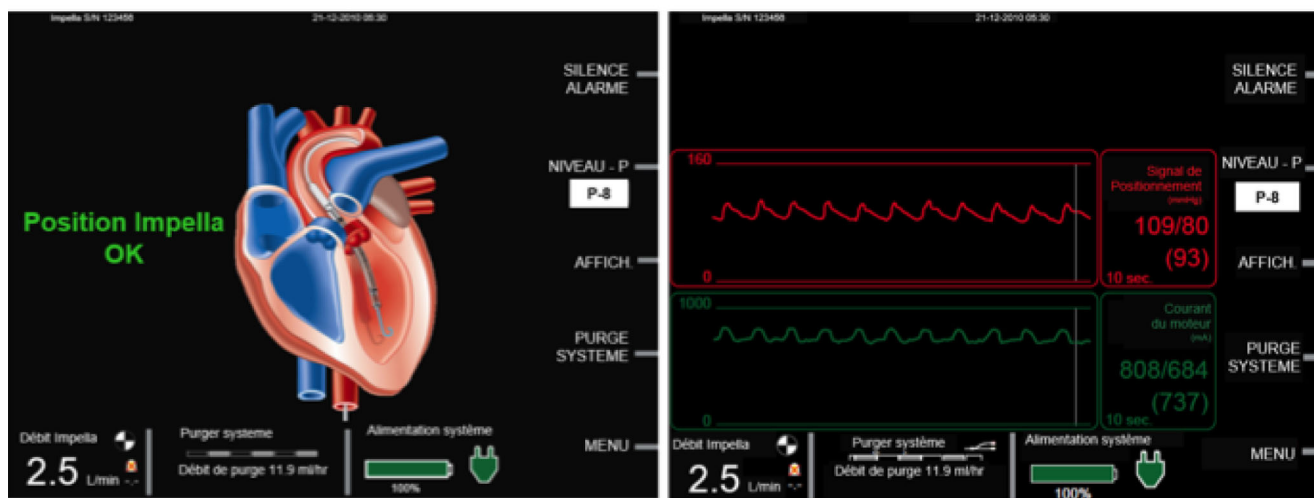 Impella S/N 123456
21-12-2010 05:30
SILENCE
ALARME
NIVEAU - P
P-8
Position Impella
OK
AFFICH.
PURGE
SYSTEME
MENU
Débit Impella
2.5 L/min -.-
Purger systeme
Débit de purge 11.9 ml/hr
Alimentation système
100%
Impella S/N 123456
21-12-2010 05:30
SILENCE
ALARME
NIVEAU - P
P-8
AFFICH.
PURGE
SYSTEME
MENU
160
0
10 sec.
Signal de
Positionnement
(mmHg)
109/80
(93)
1000
0
10 sec.
Courant
du moteur
(mA)
808/684
(737)
Débit Impella
2.5 L/min -.-
Purger système
Débit de purge 11.9 ml/hr
Alimentation système
100%